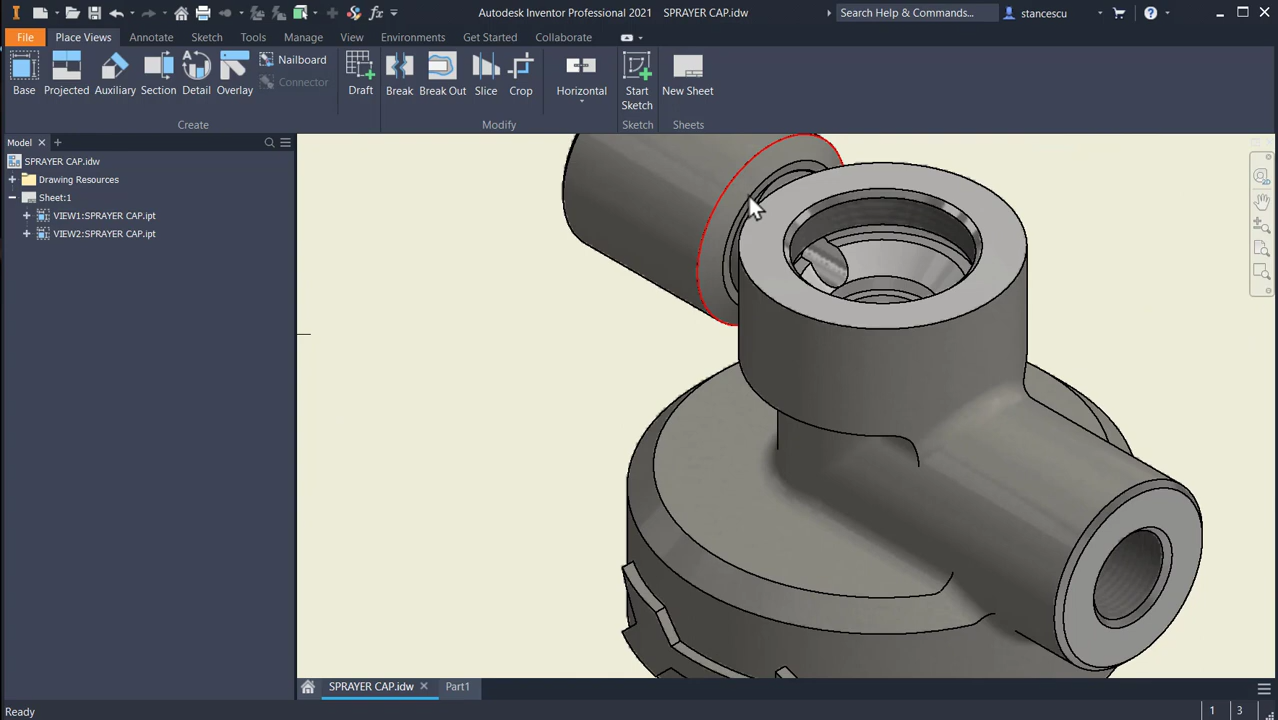 Autodesk Inventor Professional 2021 SPRAYER CAP.idw Search Help & Commands... stancescu
File Place Views Annotate Sketch Tools Manage View Environments Get Started Collaborate
Base Projected Auxiliary Section Detail Overlay Nailboard Connector Draft Break Break Out Slice Crop Horizontal Start Sketch New Sheet
Create Modify Sketch Sheets
Model
SPRAYER CAP.idw
Drawing Resources
Sheet:1
VIEW1:SPRAYER CAP.ipt
VIEW2:SPRAYER CAP.ipt
SPRAYER CAP.idw Part1
Ready 1 3